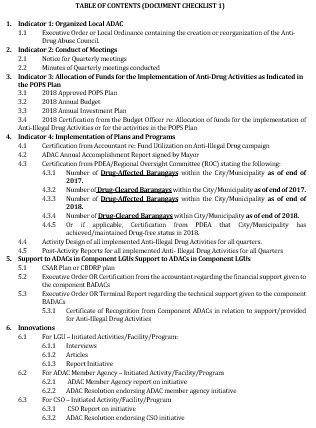 TABLE OF CONTENTS (DOCUMENT CHECKLIST 1)
1. Indicator 1: Organized Local ADAC
1.1 Executive Order or Local Ordinance containing the creation or reorganization of the Anti-
Drug Abuse Council.
2. Indicator 2: Conduct of Meetings
2.1 Notice for Quarterly meetings
2.2 Minutes of Quarterly meetings conducted
3. Indicator 3: Allocation of Funds for the Implementation of Anti-Drug Activities as Indicated in
the POPS Plan
3.1 2018 Approved POPS Plan
3.2 2018 Annual Budget
3.3 2018 Annual Investment Plan
3.4 2018 Certification from the Budget Officer re: Allocation of funds for the implementation of
Anti-Illegal Drug Activities or for the activities in the POPS Plan
4. Indicator 4: Implementation of Plans and Programs
4.1 Certification from Accountant re: Fund Utilization on Anti-Illegal Drug campaign
4.2 ADAC Annual Accomplishment Report signed by Mayor
4.3 Certification from PDEA/Regional Oversight Committee (ROC) stating the following:
4.3.1 Number of Drug-Affected Barangays within the City/Municipality as of end of
2017.
4.3.2 Number of Drug-Cleared Barangays within the City/Municipality as of end of 2017.
4.3.3 Number of Drug-Affected Barangays within the City/Municipality as of end of
2018.
4.3.4 Number of Drug-Cleared Barangays within City/Municipality as of end of 2018.
4.4.5 Or if applicable, Certification from PDEA that City/Municipality has
achieved/maintained Drug-free status in 2018.
4.4 Activity Design of all implemented Anti-Illegal Drug Activities for all quarters.
4.5 Post-Activity Reports for all implemented Anti- Illegal Drug Activities for all Quarters
5. Support to ADACs in Component LGUs Support to ADACs in Component LGUs
5.1 CSAR Plan or CBDRP plan
5.2 Executive Order OR Certification from the accountant regarding the financial support given to
the component BADACs
5.3 Executive Order OR Terminal Report regarding the technical support given to the component
BADACs
5.3.1 Certificate of Recognition from Component ADACs in relation to support/provided
for Anti-Illegal Drug Activities
6. Innovations
6.1 For LGU – Initiated Activities/Facility/Program:
6.1.1 Interviews
6.1.2 Articles
6.1.3 Report Initiative
6.2 For ADAC Member Agency – Initiated Activity/Facility/Program
6.2.1 ADAC Member Agency report on initiative
6.2.2 ADAC Resolution endorsing ADAC member agency initiative
6.3 For CSO – Initiative Activity/Facility/Program
6.3.1 CSO Report on initiative
6.3.2 ADAC Resolution endorsing CSO initiative